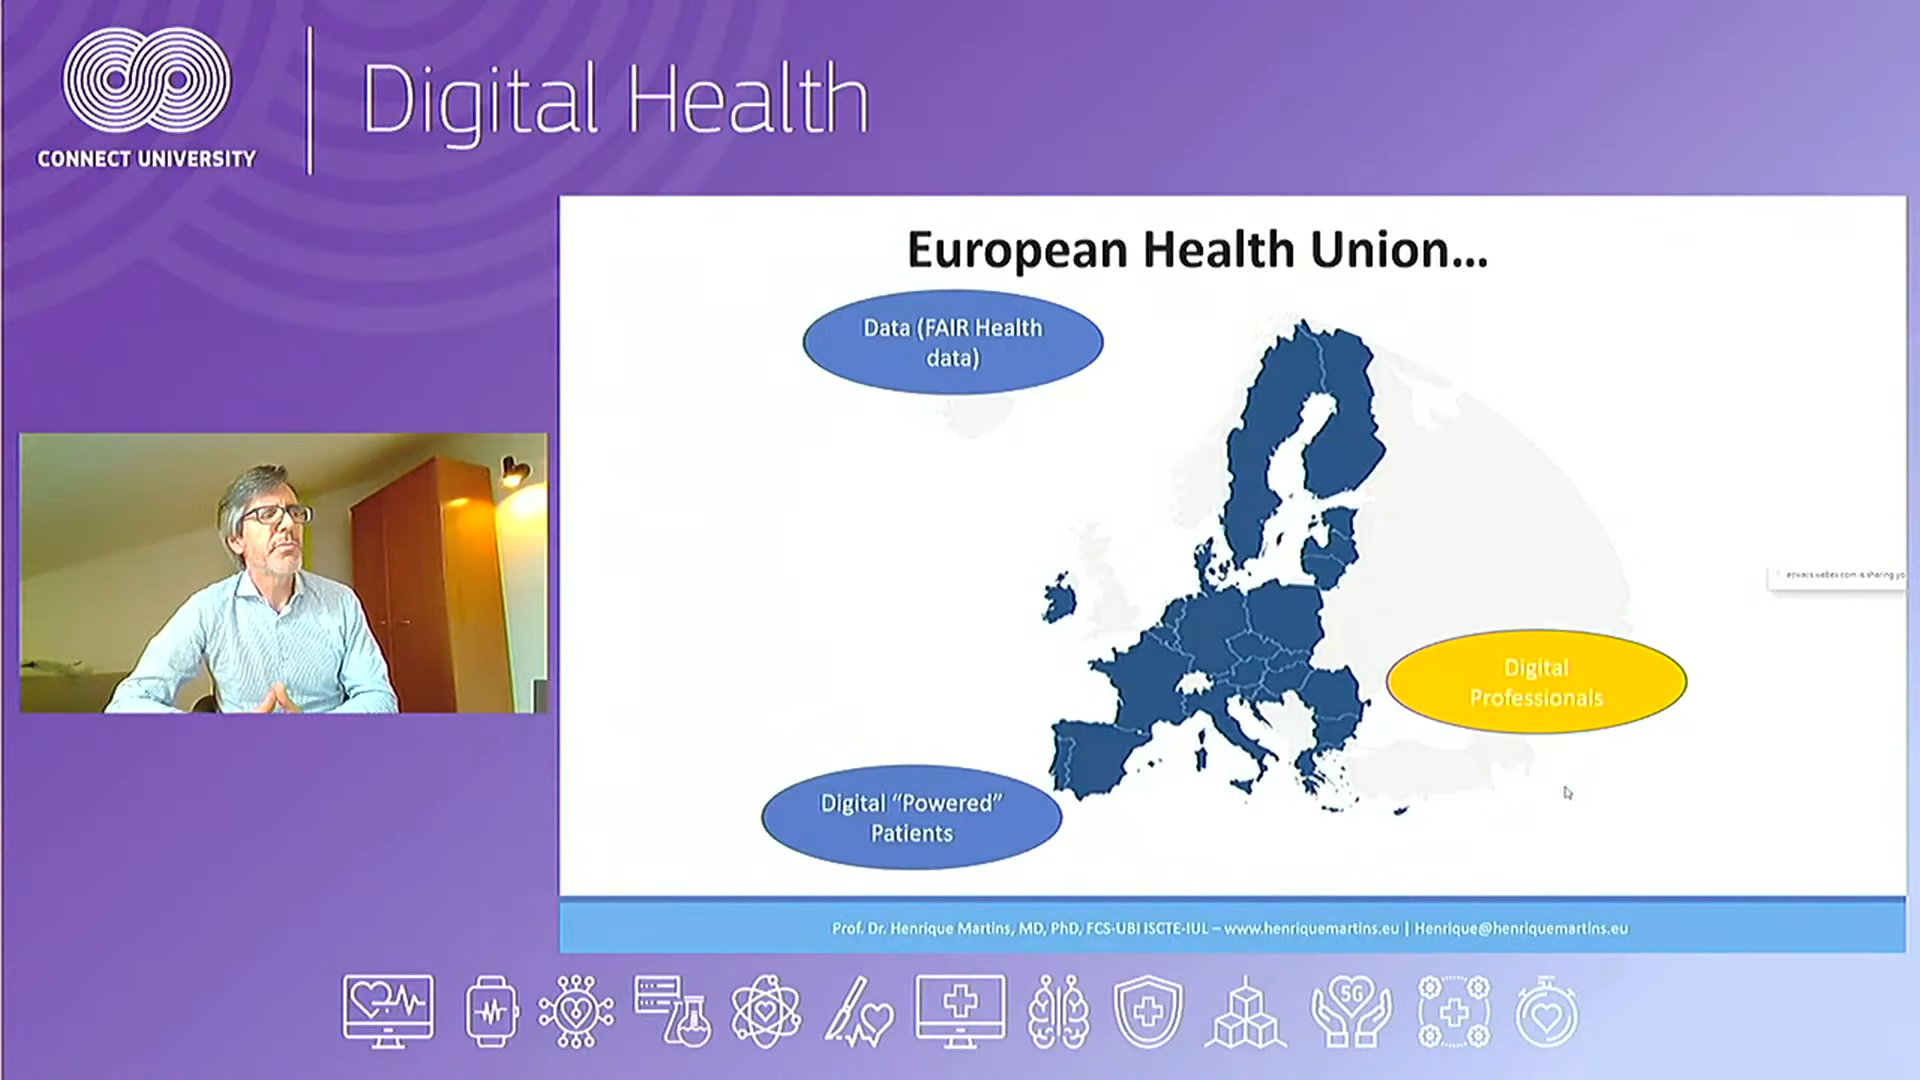 CONNECT UNIVERSITY
Digital Health
European Health Union...
Data (FAIR Health
data)
Digital
Professionals
Digital “Powered”
Patients
Prof. Dr. Henrique Martins, MD, PhD, FCS-UBI ISCTE-IUL – www.henriquemartins.eu | Henrique@henriquemartins.eu
5G